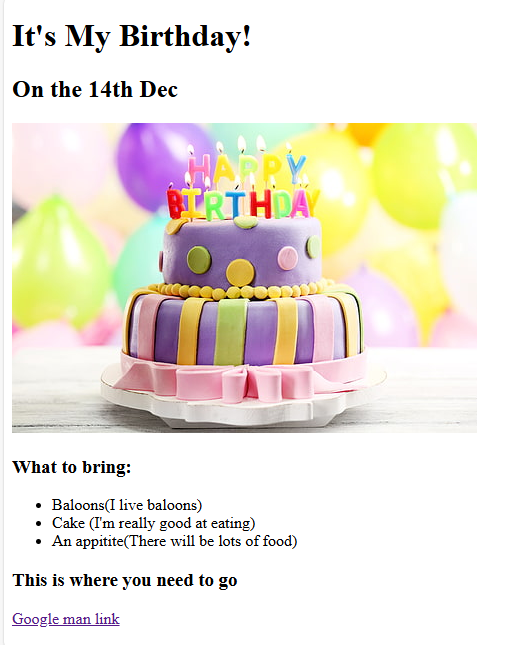 It's My Birthday!
On the 14th Dec
HAPPY
BIRTHDAY
What to bring:
Baloons(I live baloons)
Cake (I'm really good at eating)
An appitite(There will be lots of food)
This is where you need to go
Google man link